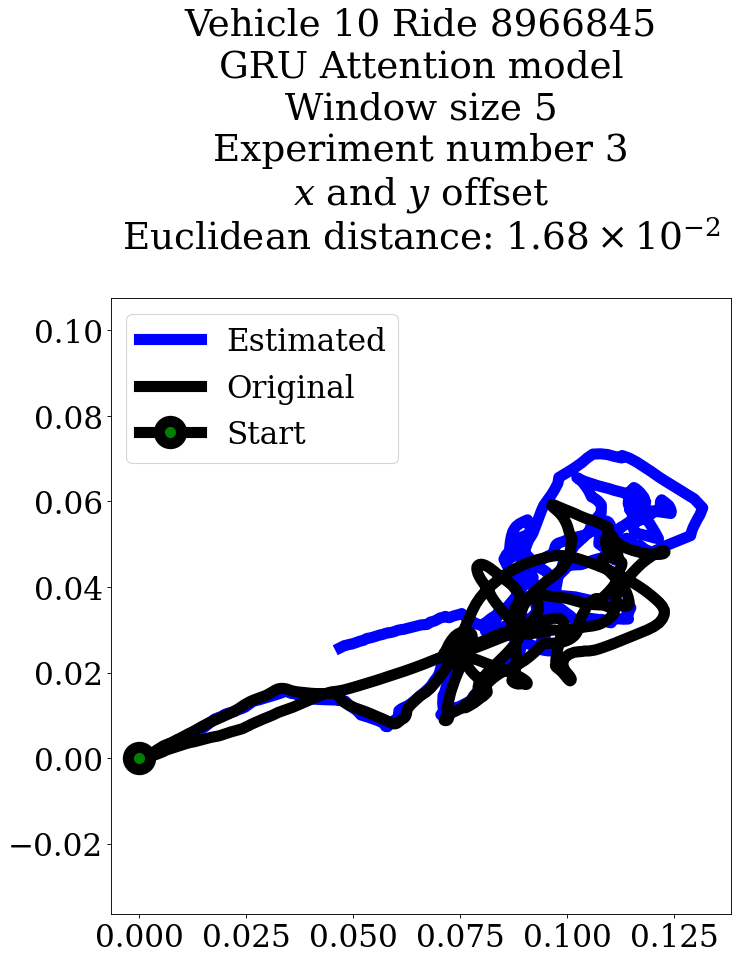 Vehicle 10 Ride 8966845
GRU Attention model
Window size 5
Experiment number 3
x and y offset
Euclidean distance: 1.68 × 10⁻²
Estimated
Original
Start
0.10
0.08
0.06
0.04
0.02
0.00
−0.02
0.000 0.025 0.050 0.075 0.100 0.125